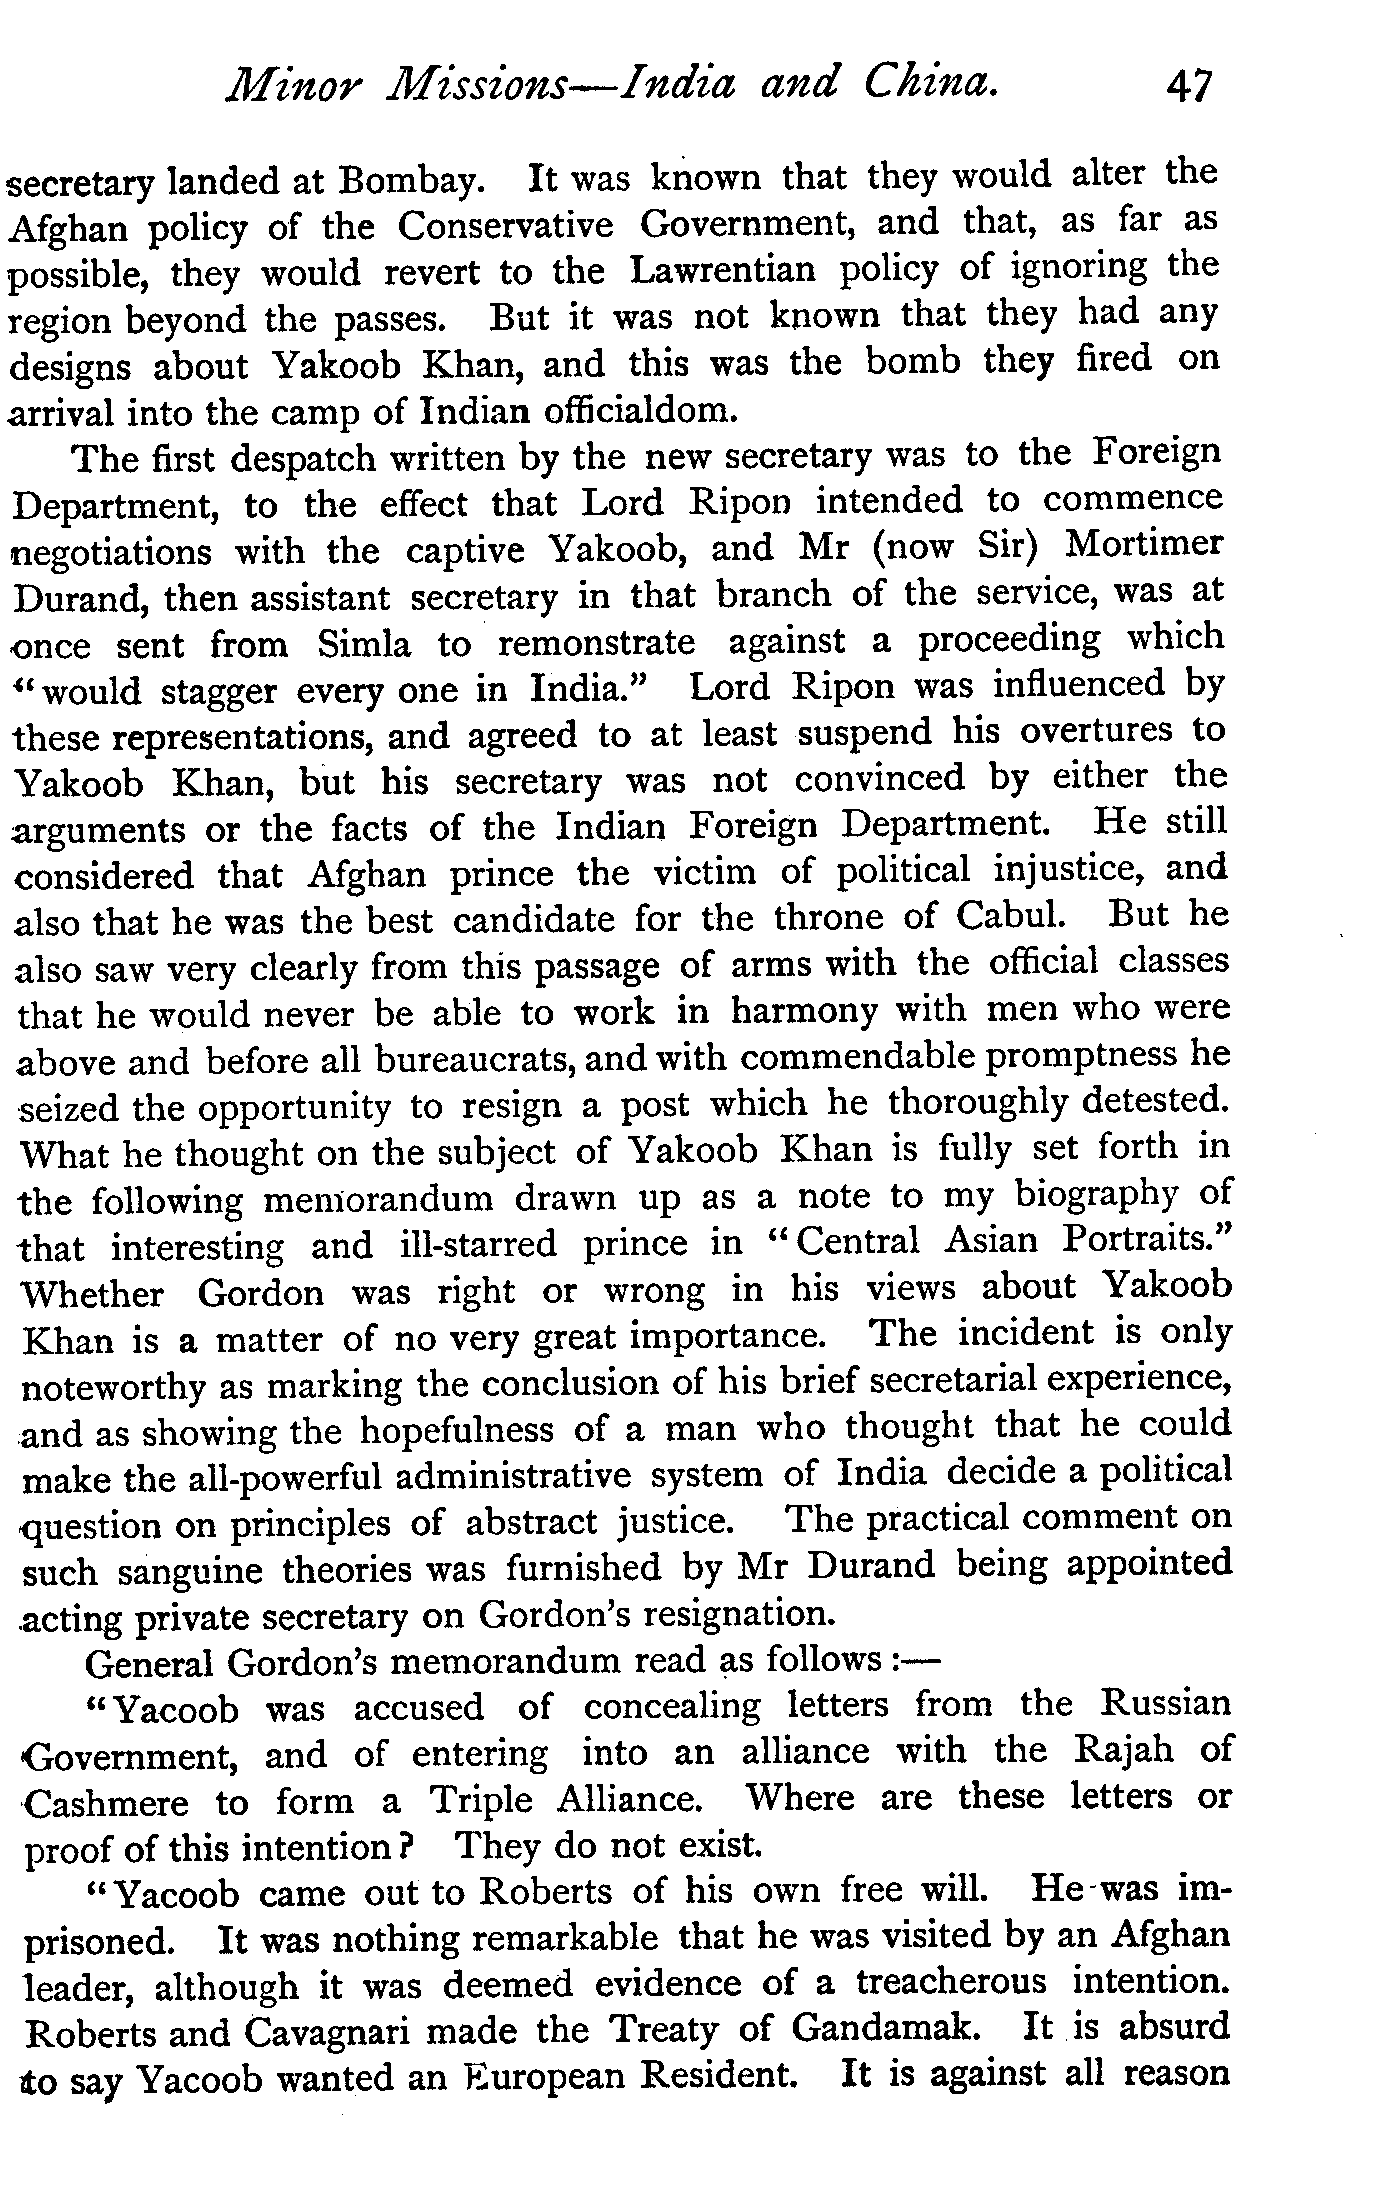 Minor Missions—India and China. 47
secretary landed at Bombay. It was known that they would alter the
Afghan policy of the Conservative Government, and that, as far as
possible, they would revert to the Lawrentian policy of ignoring the
region beyond the passes. But it was not known that they had any
designs about Yakoob Khan, and this was the bomb they fired on
arrival into the camp of Indian officialdom.
The first despatch written by the new secretary was to the Foreign
Department, to the effect that Lord Ripon intended to commence
negotiations with the captive Yakoob, and Mr (now Sir) Mortimer
Durand, then assistant secretary in that branch of the service, was at
once sent from Simla to remonstrate against a proceeding which
"would stagger every one in India." Lord Ripon was influenced by
these representations, and agreed to at least suspend his overtures to
Yakoob Khan, but his secretary was not convinced by either the
arguments or the facts of the Indian Foreign Department. He still
considered that Afghan prince the victim of political injustice, and
also that he was the best candidate for the throne of Cabul. But he
also saw very clearly from this passage of arms with the official classes
that he would never be able to work in harmony with men who were
above and before all bureaucrats, and with commendable promptness he
seized the opportunity to resign a post which he thoroughly detested.
What he thought on the subject of Yakoob Khan is fully set forth in
the following memorandum drawn up as a note to my biography of
that interesting and ill-starred prince in "Central Asian Portraits."
Whether Gordon was right or wrong in his views about Yakoob
Khan is a matter of no very great importance. The incident is only
noteworthy as marking the conclusion of his brief secretarial experience,
and as showing the hopefulness of a man who thought that he could
make the all-powerful administrative system of India decide a political
question on principles of abstract justice. The practical comment on
such sanguine theories was furnished by Mr Durand being appointed
acting private secretary on Gordon's resignation.
General Gordon's memorandum read as follows:—
"Yacoob was accused of concealing letters from the Russian
Government, and of entering into an alliance with the Rajah of
Cashmere to form a Triple Alliance. Where are these letters or
proof of this intention? They do not exist.
"Yacoob came out to Roberts of his own free will. He was im-
prisoned. It was nothing remarkable that he was visited by an Afghan
leader, although it was deemed evidence of a treacherous intention.
Roberts and Cavagnari made the Treaty of Gandamak. It is absurd
to say Yacoob wanted an European Resident. It is against all reason